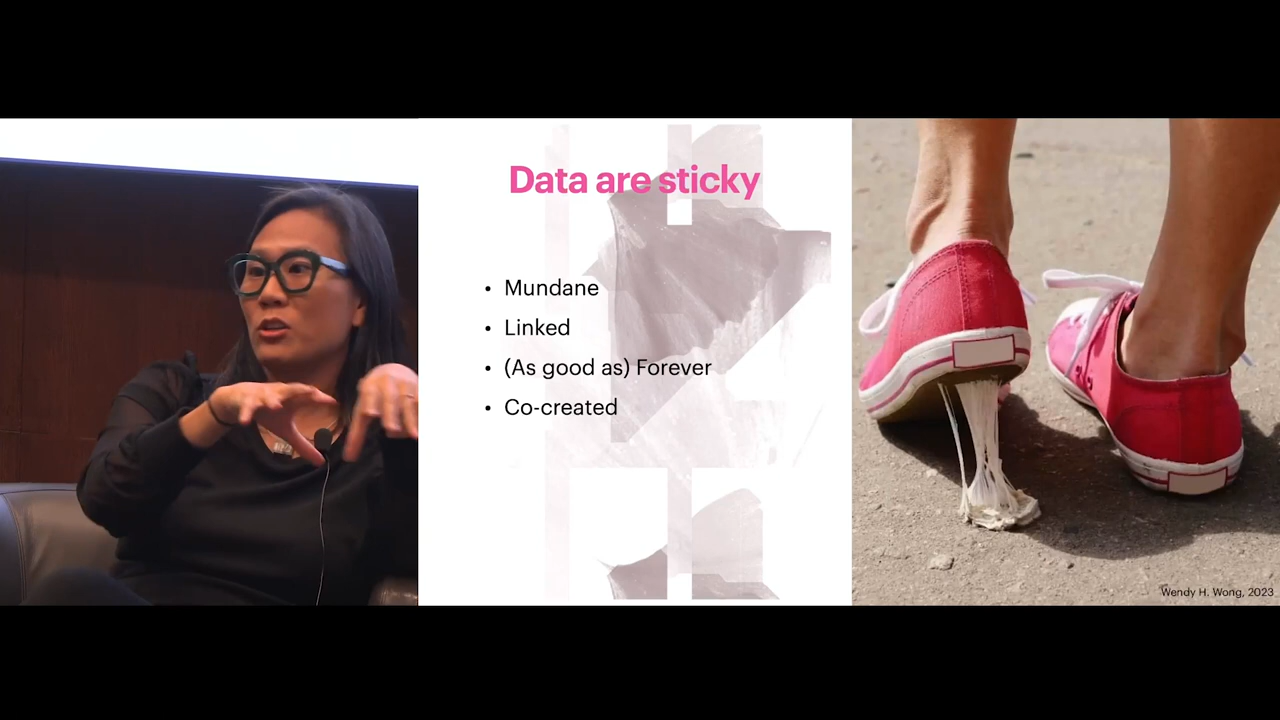 Data are sticky
• Mundane
• Linked
• (As good as) Forever
• Co-created
Wendy H. Wong, 2023